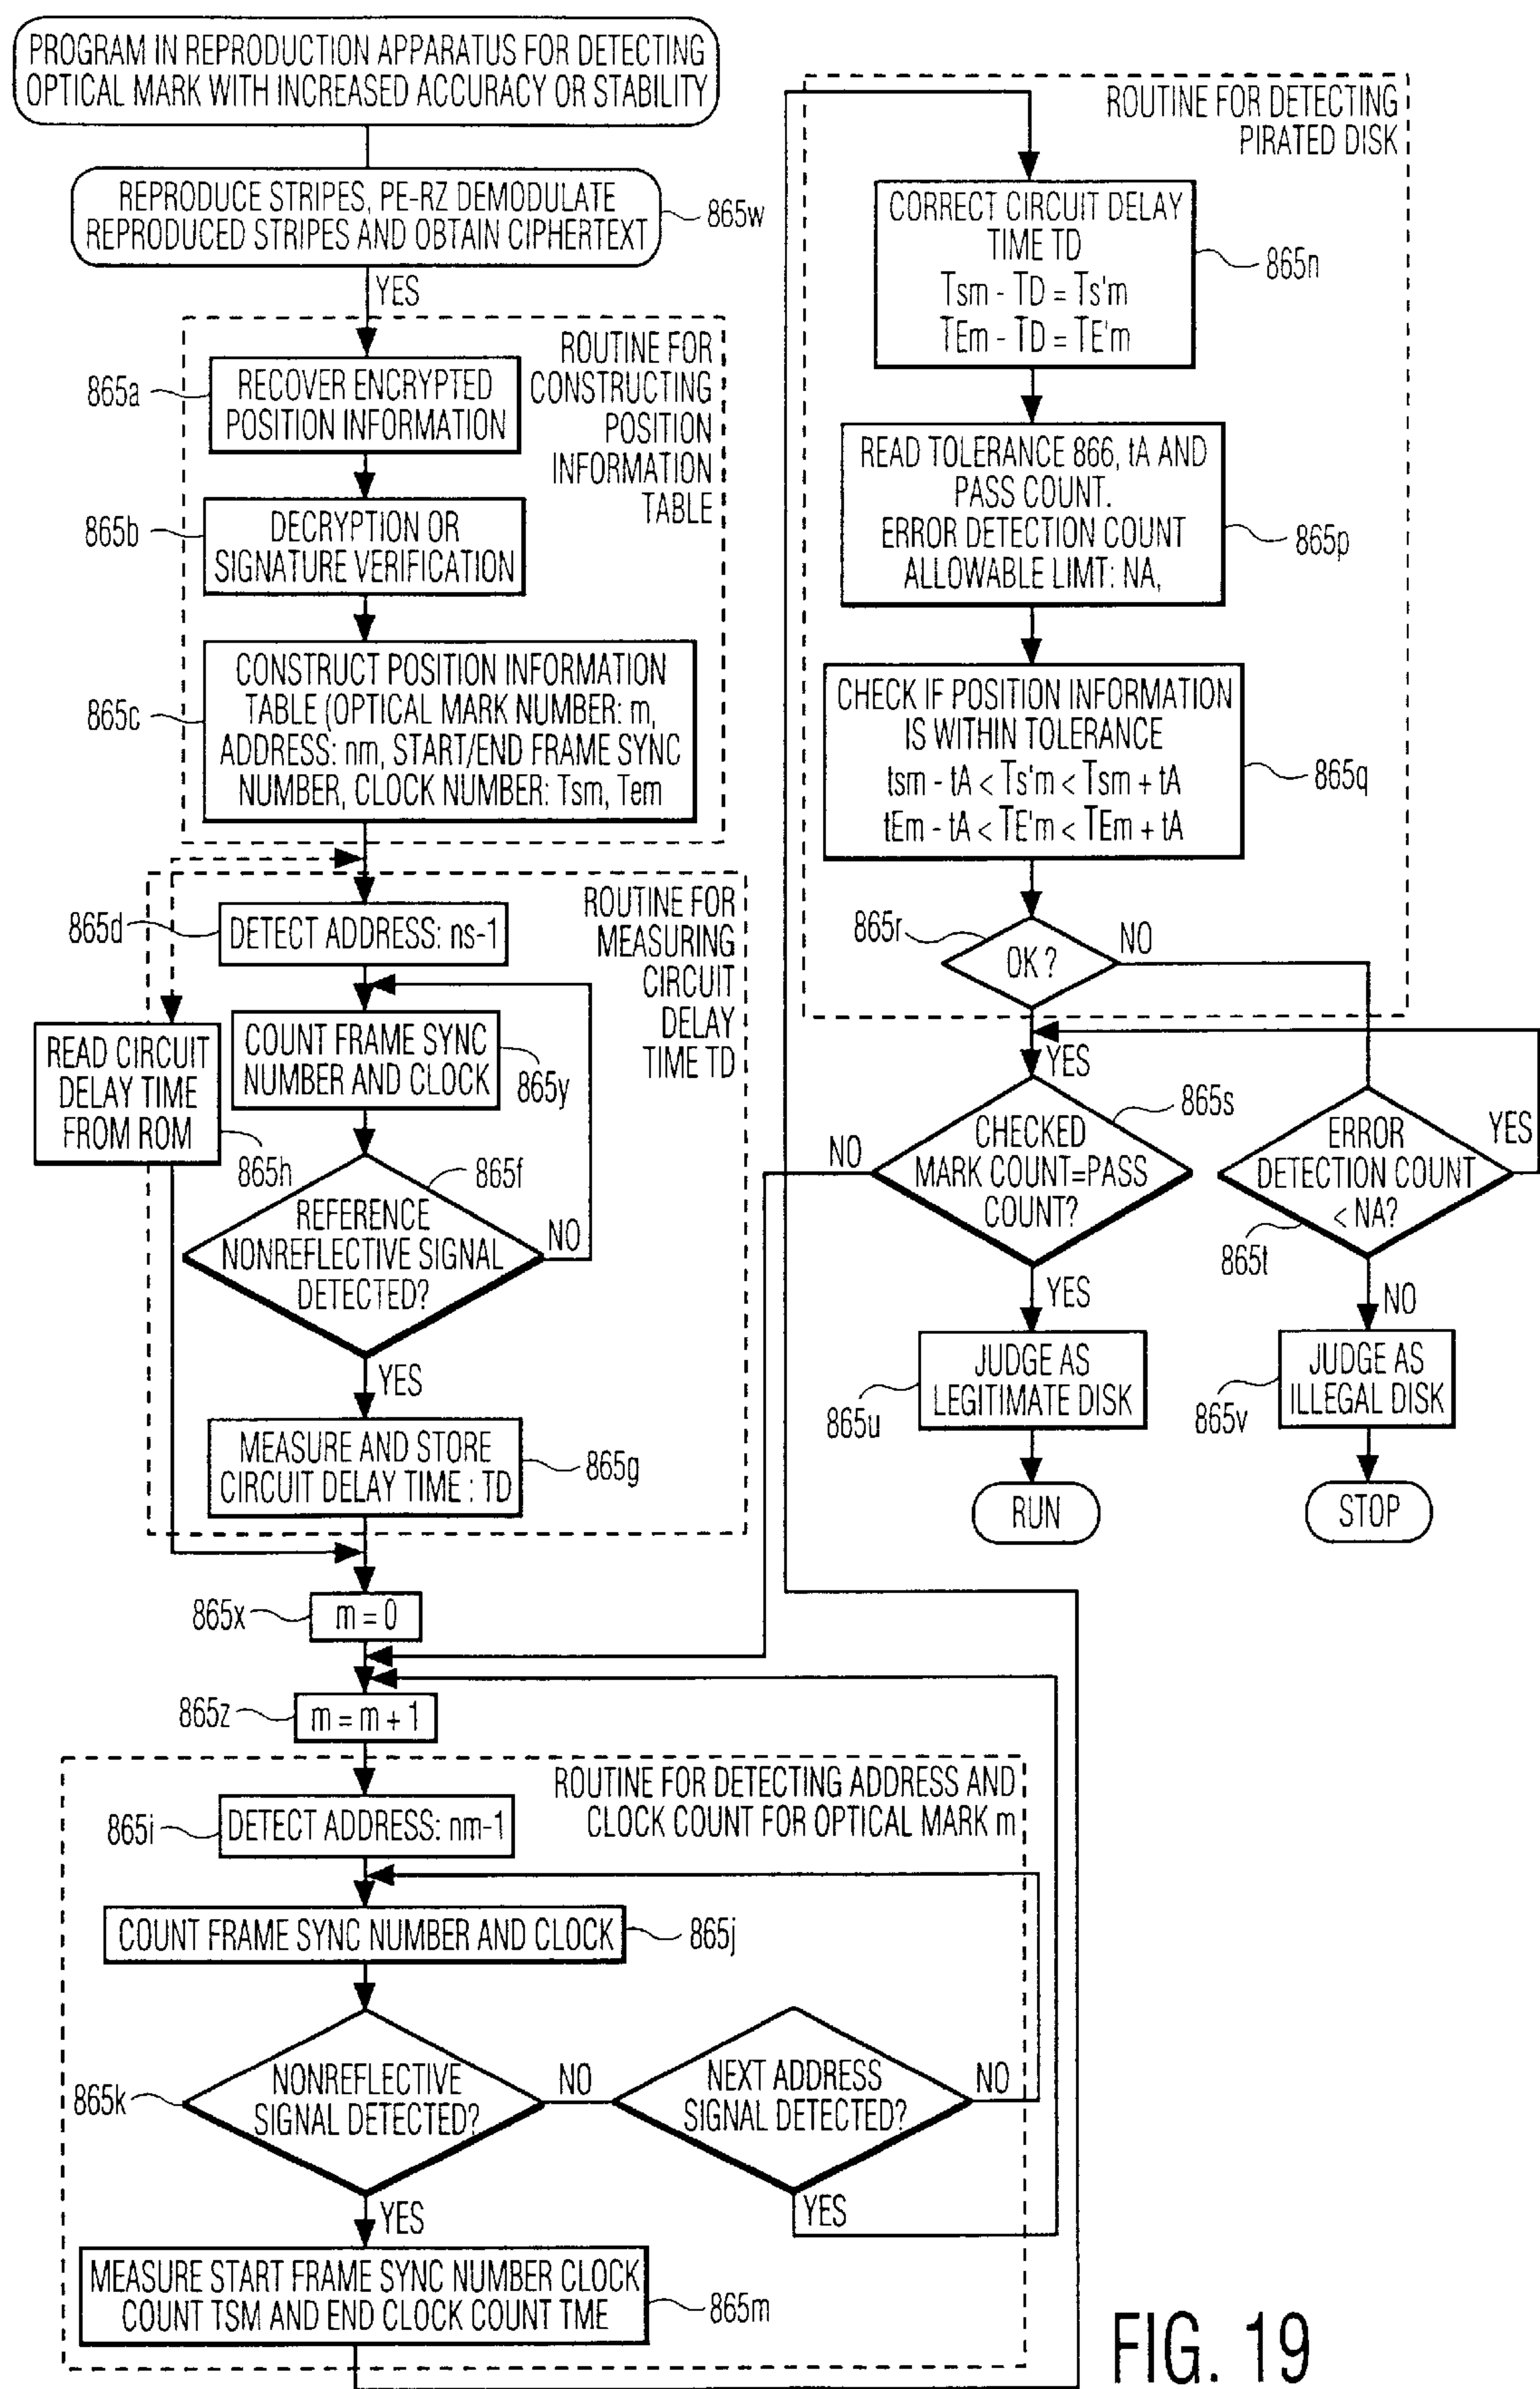 PROGRAM IN REPRODUCTION APPARATUS FOR DETECTING
OPTICAL MARK WITH INCREASED ACCURACY OR STABILITY
REPRODUCE STRIPES, PE-RZ DEMODULATE
REPRODUCED STRIPES AND OBTAIN CIPHERTEXT
865w
YES
ROUTINE FOR
CONSTRUCTING
POSITION
INFORMATION
TABLE
865a
RECOVER ENCRYPTED
POSITION INFORMATION
865b
DECRYPTION OR
SIGNATURE VERIFICATION
865c
CONSTRUCT POSITION INFORMATION
TABLE (OPTICAL MARK NUMBER: m,
ADDRESS: nm, START/END FRAME SYNC
NUMBER, CLOCK NUMBER: Tsm, Tem
ROUTINE FOR
MEASURING
CIRCUIT
DELAY
TIME TD
865d
DETECT ADDRESS: ns-1
COUNT FRAME SYNC
NUMBER AND CLOCK
865y
READ CIRCUIT
DELAY TIME
FROM ROM
865h
865f
REFERENCE
NONREFLECTIVE SIGNAL
DETECTED?
NO
YES
MEASURE AND STORE
CIRCUIT DELAY TIME : TD
865g
865x
m = 0
865z
m = m + 1
ROUTINE FOR DETECTING ADDRESS AND
CLOCK COUNT FOR OPTICAL MARK m
865i
DETECT ADDRESS: nm-1
COUNT FRAME SYNC NUMBER AND CLOCK
865j
865k
NONREFLECTIVE
SIGNAL DETECTED?
NO
NEXT ADDRESS
SIGNAL DETECTED?
NO
YES
YES
MEASURE START FRAME SYNC NUMBER CLOCK
COUNT TSM AND END CLOCK COUNT TME
865m
ROUTINE FOR DETECTING
PIRATED DISK
CORRECT CIRCUIT DELAY
TIME TD
Tsm - TD = Ts'm
TEm - TD = TE'm
865n
READ TOLERANCE 866, tA AND
PASS COUNT.
ERROR DETECTION COUNT
ALLOWABLE LIMT: NA,
865p
CHECK IF POSITION INFORMATION
IS WITHIN TOLERANCE
tsm - tA < Ts'm < Tsm + tA
tEm - tA < TE'm < TEm + tA
865q
865r
OK ?
NO
YES
865s
CHECKED
MARK COUNT=PASS
COUNT?
NO
YES
ERROR
DETECTION COUNT
< NA?
YES
865t
NO
JUDGE AS
LEGITIMATE DISK
865u
JUDGE AS
ILLEGAL DISK
865v
RUN
STOP
FIG. 19